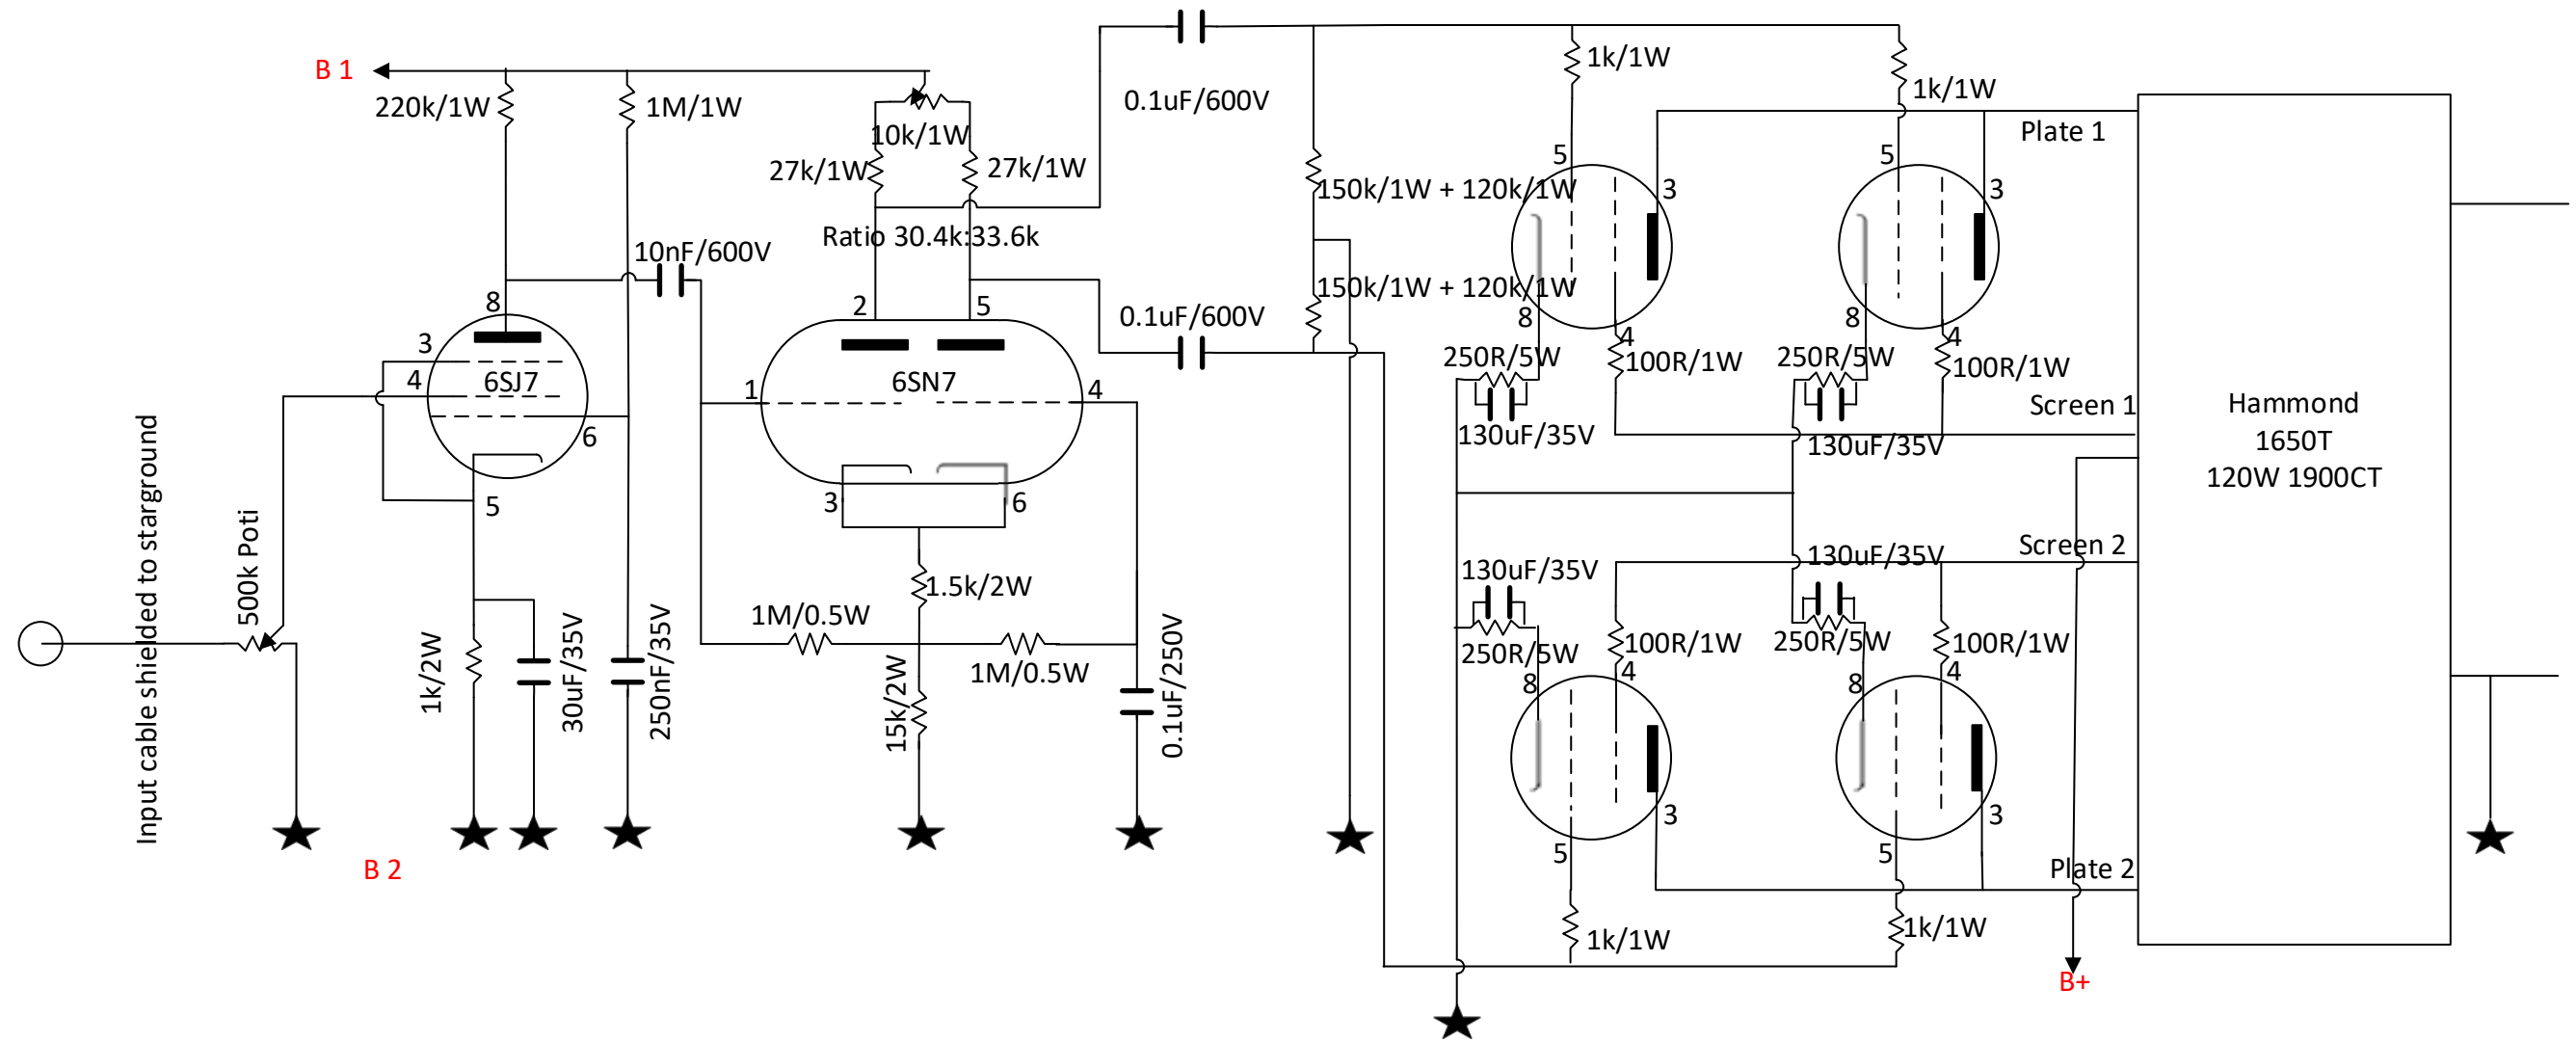 B 1
220k/1W
1M/1W
10k/1W
27k/1W
27k/1W
Ratio 30.4k:33.6k
10nF/600V
0.1uF/600V
0.1uF/600V
8
3
4
6SJ7
6
5
2
5
1
6SN7
4
3
6
Input cable shielded to starground
500k Poti
1k/2W
30uF/35V
250nF/35V
1M/0.5W
1.5k/2W
1M/0.5W
15k/2W
0.1uF/250V
B 2
1k/1W
1k/1W
150k/1W + 120k/1W
150k/1W + 120k/1W
5
3
8
4
5
3
8
4
Plate 1
250R/5W
100R/1W
130uF/35V
250R/5W
100R/1W
130uF/35V
Screen 1
Screen 2
130uF/35V
250R/5W
100R/1W
130uF/35V
250R/5W
100R/1W
8
4
3
5
8
4
3
5
Plate 2
1k/1W
1k/1W
B+
Hammond
1650T
120W 1900CT